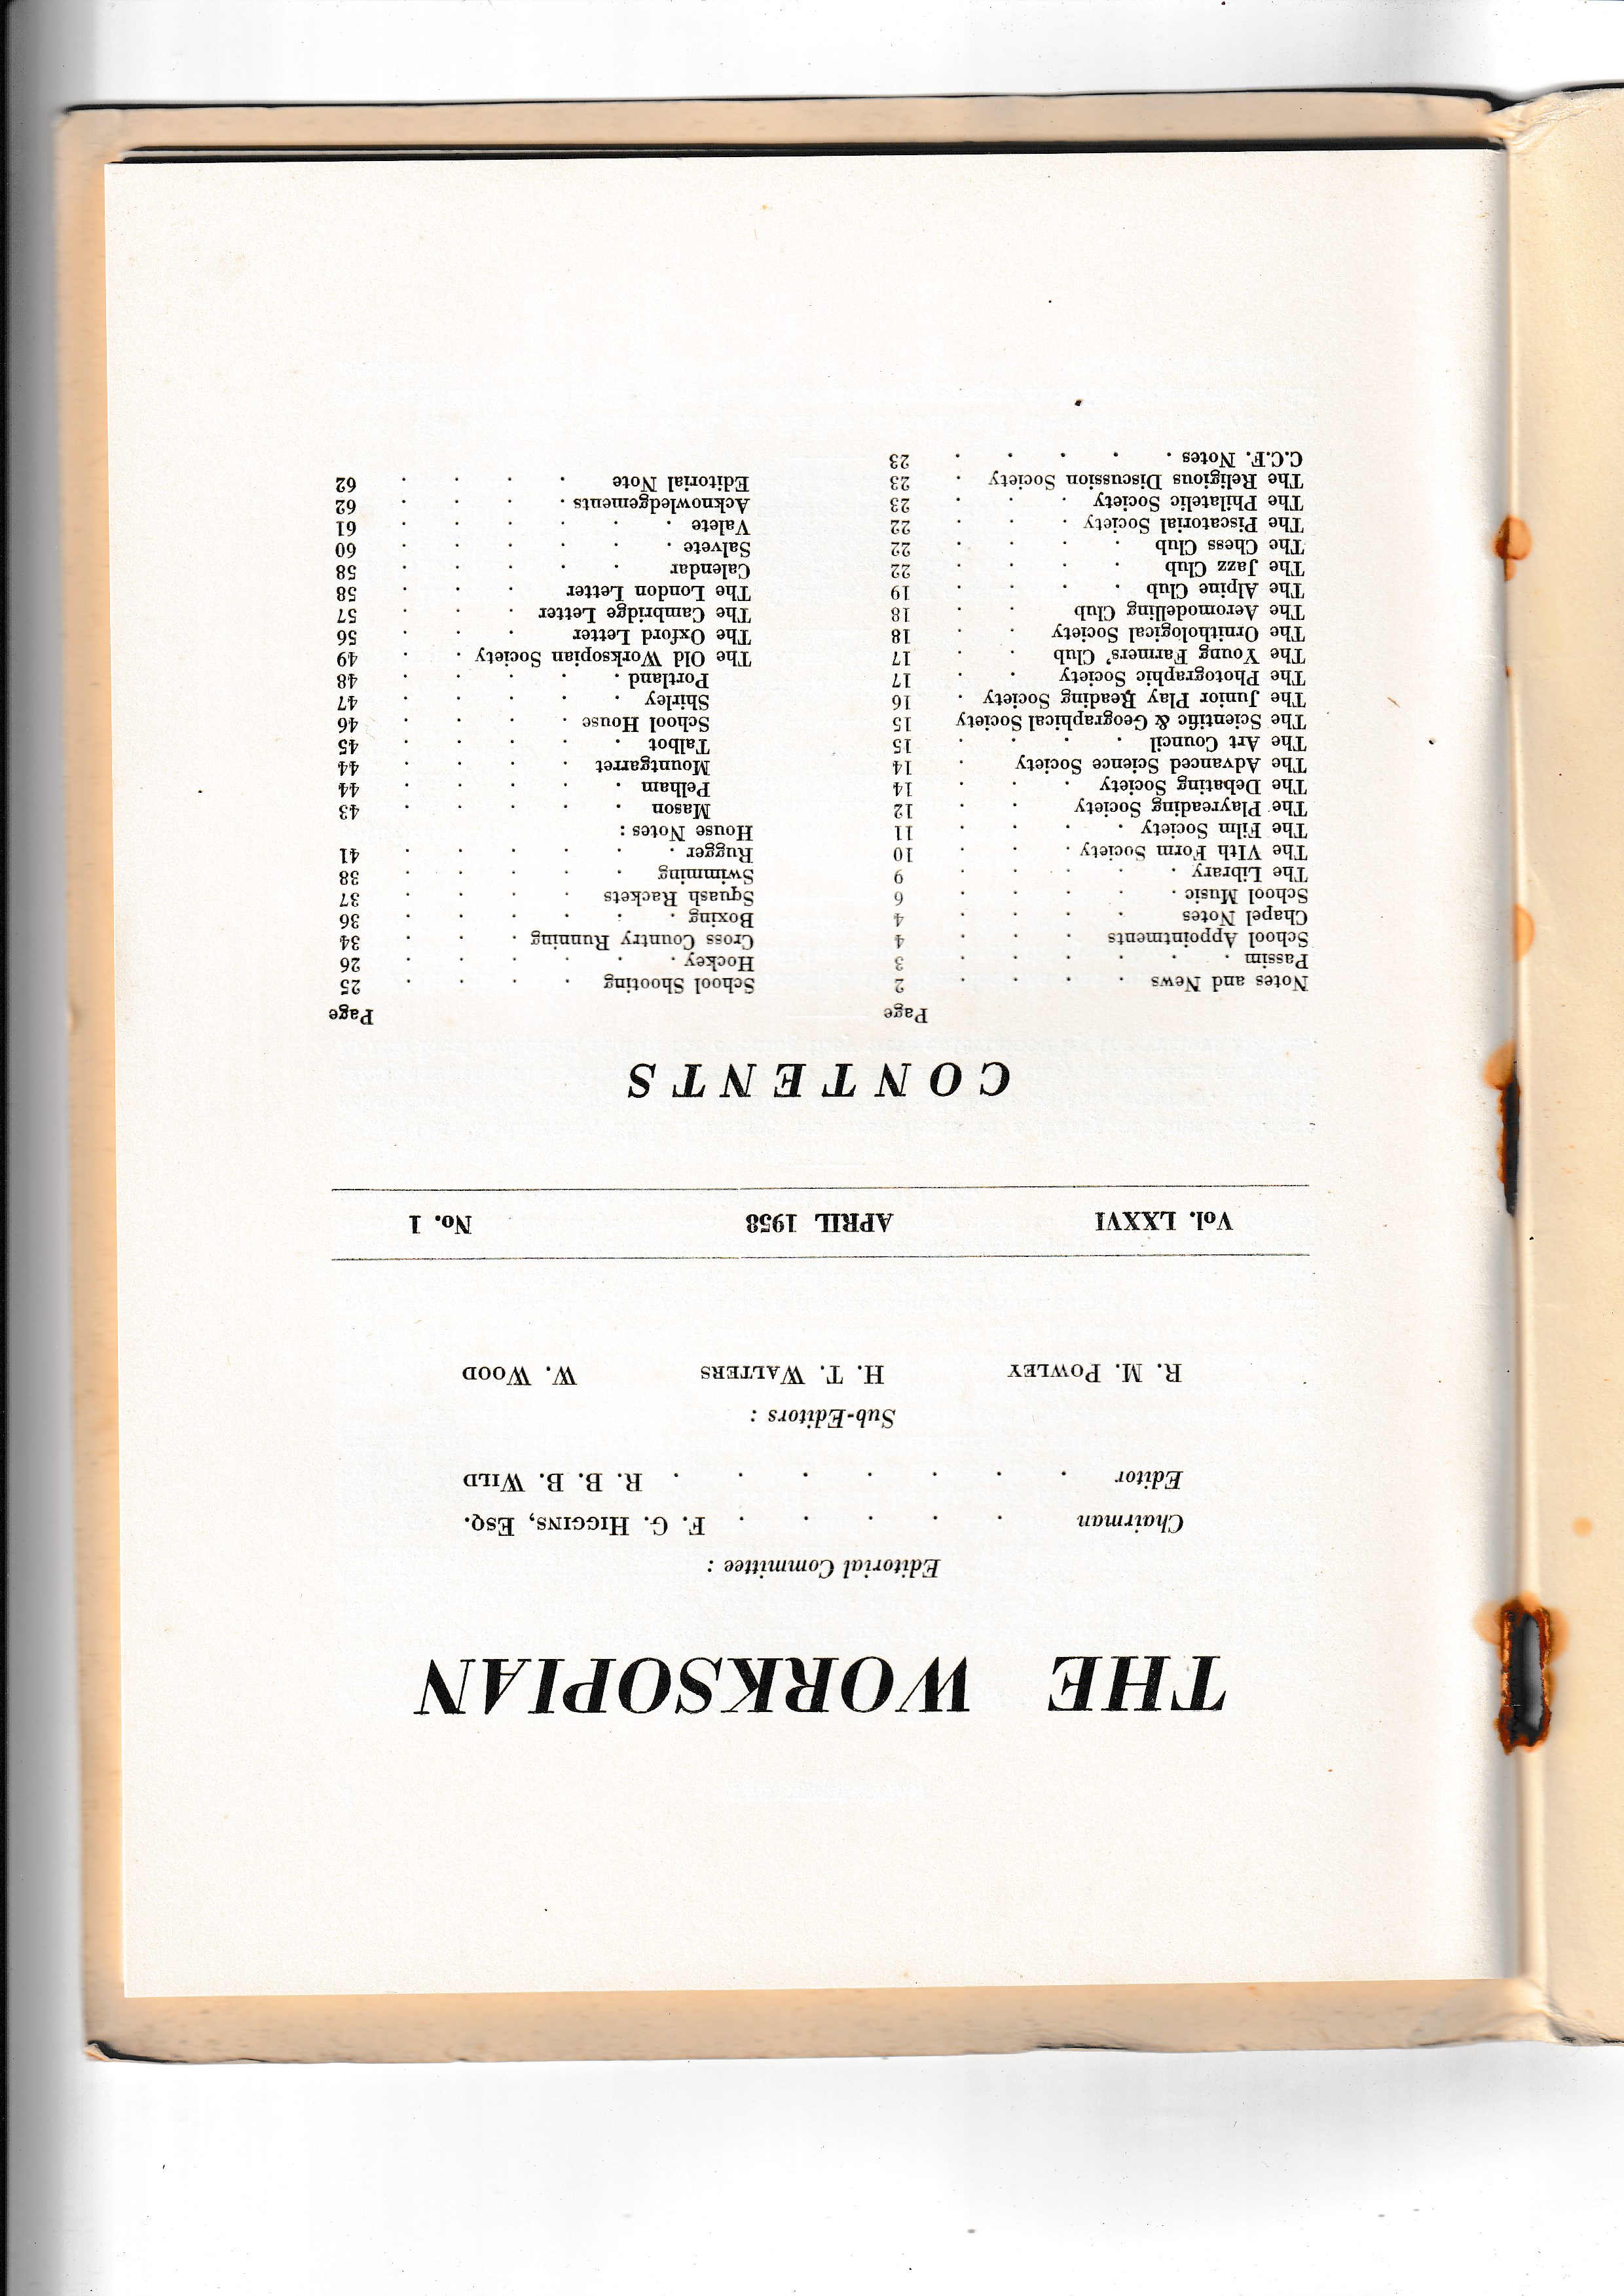 THE WORKSOPIAN
Editorial Committee :
Chairman . . . . . F. G. HIGGINS, ESQ.
Editor . . . . . . . R. B. B. WILD
Sub-Editors :
R. M. POWLEY H. T. WALTERS W. WOOD
Vol. LXXVI APRIL 1958 No. 1
CONTENTS
Page
Notes and News . . . . 2
Passim . . . . . . 3
School Appointments . . . 4
Chapel Notes . . . . 4
School Music . . . . . 6
The Library . . . . . 9
The VIth Form Society . . . 10
The Film Society . . . . 11
The Playreading Society . . 12
The Debating Society . . . 14
The Advanced Science Society . 14
The Art Council . . . . 15
The Scientific & Geographical Society 15
The Junior Play Reading Society . 16
The Photographic Society . . 17
The Young Farmers' Club . . 17
The Ornithological Society . . 18
The Aeromodelling Club . . 18
The Alpine Club . . . . 19
The Jazz Club . . . . 22
The Chess Club . . . . 22
The Piscatorial Society . . . 22
The Philatelic Society . . . 23
The Religious Discussion Society . 23
C.C.F. Notes . . . . . 23
Page
School Shooting . . . . 25
Hockey . . . . . . 26
Cross Country Running . . . 34
Boxing . . . . . . 36
Squash Rackets . . . . 37
Swimming . . . . . 38
Rugger . . . . . . 41
House Notes :
Mason . . . . . 43
Pelham . . . . . 44
Mountgarret . . . . 44
Talbot . . . . . 45
School House . . . . 46
Shirley . . . . . 47
Portland . . . . . 48
The Old Worksopian Society . . 49
The Oxford Letter . . . 56
The Cambridge Letter . . . 57
The London Letter . . . 58
Calendar . . . . . 58
Salvete . . . . . . 60
Valete . . . . . . 61
Acknowledgements . . . . 62
Editorial Note . . . . 62